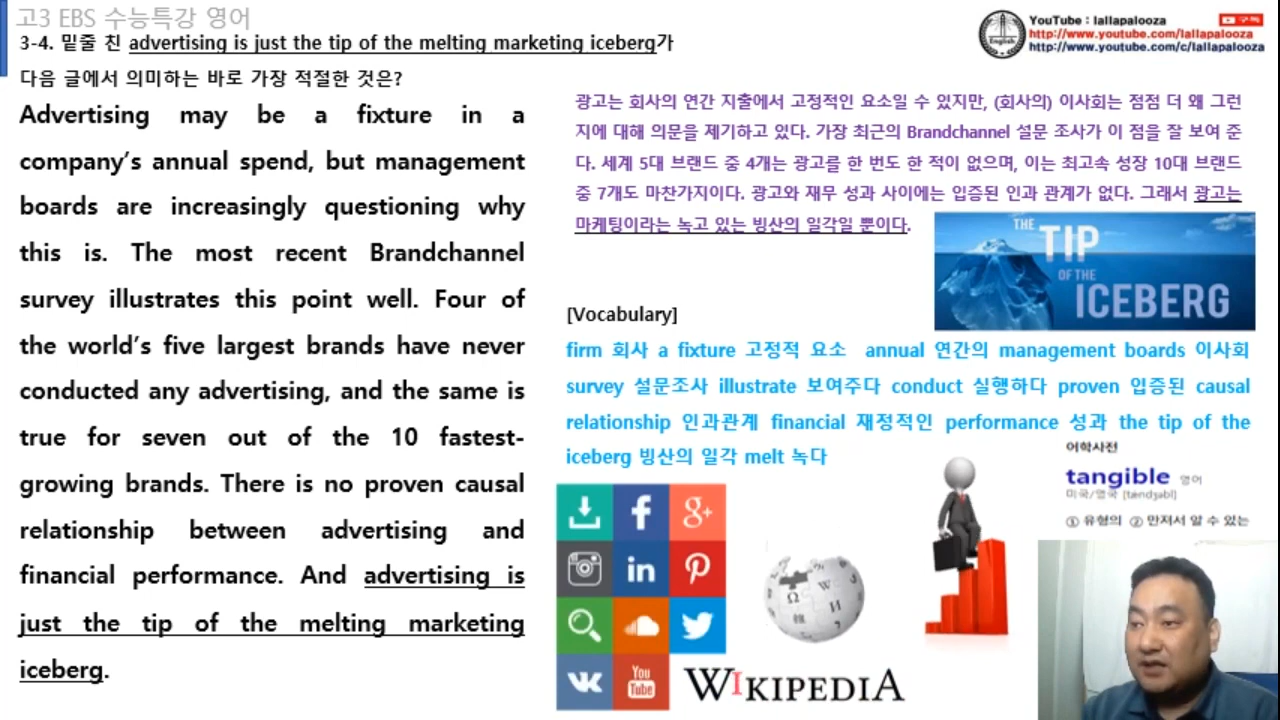 고3 EBS 수능특강 영어
3-4. 밑줄 친 advertising is just the tip of the melting marketing iceberg가
다음 글에서 의미하는 바로 가장 적절한 것은?
Advertising may be a fixture in a
company's annual spend, but management
boards are increasingly questioning why
this is. The most recent Brandchannel
survey illustrates this point well. Four of
the world's five largest brands have never
conducted any advertising, and the same is
true for seven out of the 10 fastest-
growing brands. There is no proven causal
relationship between advertising and
financial performance. And advertising is
just the tip of the melting marketing
iceberg.
YouTube : lallapalooza
구독
http://www.youtube.com/lallapalooza
http://www.youtube.com/c/lallapalooza
English
광고는 회사의 연간 지출에서 고정적인 요소일 수 있지만, (회사의) 이사회는 점점 더 왜 그런
지에 대해 의문을 제기하고 있다. 가장 최근의 Brandchannel 설문 조사가 이 점을 잘 보여 준
다. 세계 5대 브랜드 중 4개는 광고를 한 번도 한 적이 없으며, 이는 최고속 성장 10대 브랜드
중 7개도 마찬가지이다. 광고와 재무 성과 사이에는 입증된 인과 관계가 없다. 그래서 광고는
마케팅이라는 녹고 있는 빙산의 일각일 뿐이다.
THE TIP
OF THE
ICEBERG
[Vocabulary]
firm 회사 a fixture 고정적 요소 annual 연간의 management boards 이사회
survey 설문조사 illustrate 보여주다 conduct 실행하다 proven 입증된 causal
relationship 인과관계 financial 재정적인 performance 성과 the tip of the
iceberg 빙산의 일각 melt 녹다
어학사전
tangible 영어
미국/영국 [tændʒəbl]
① 유형의 ② 만져서 알 수 있는
f g+
in
You
Tube
W
Ω
И
WIKIPEDIA